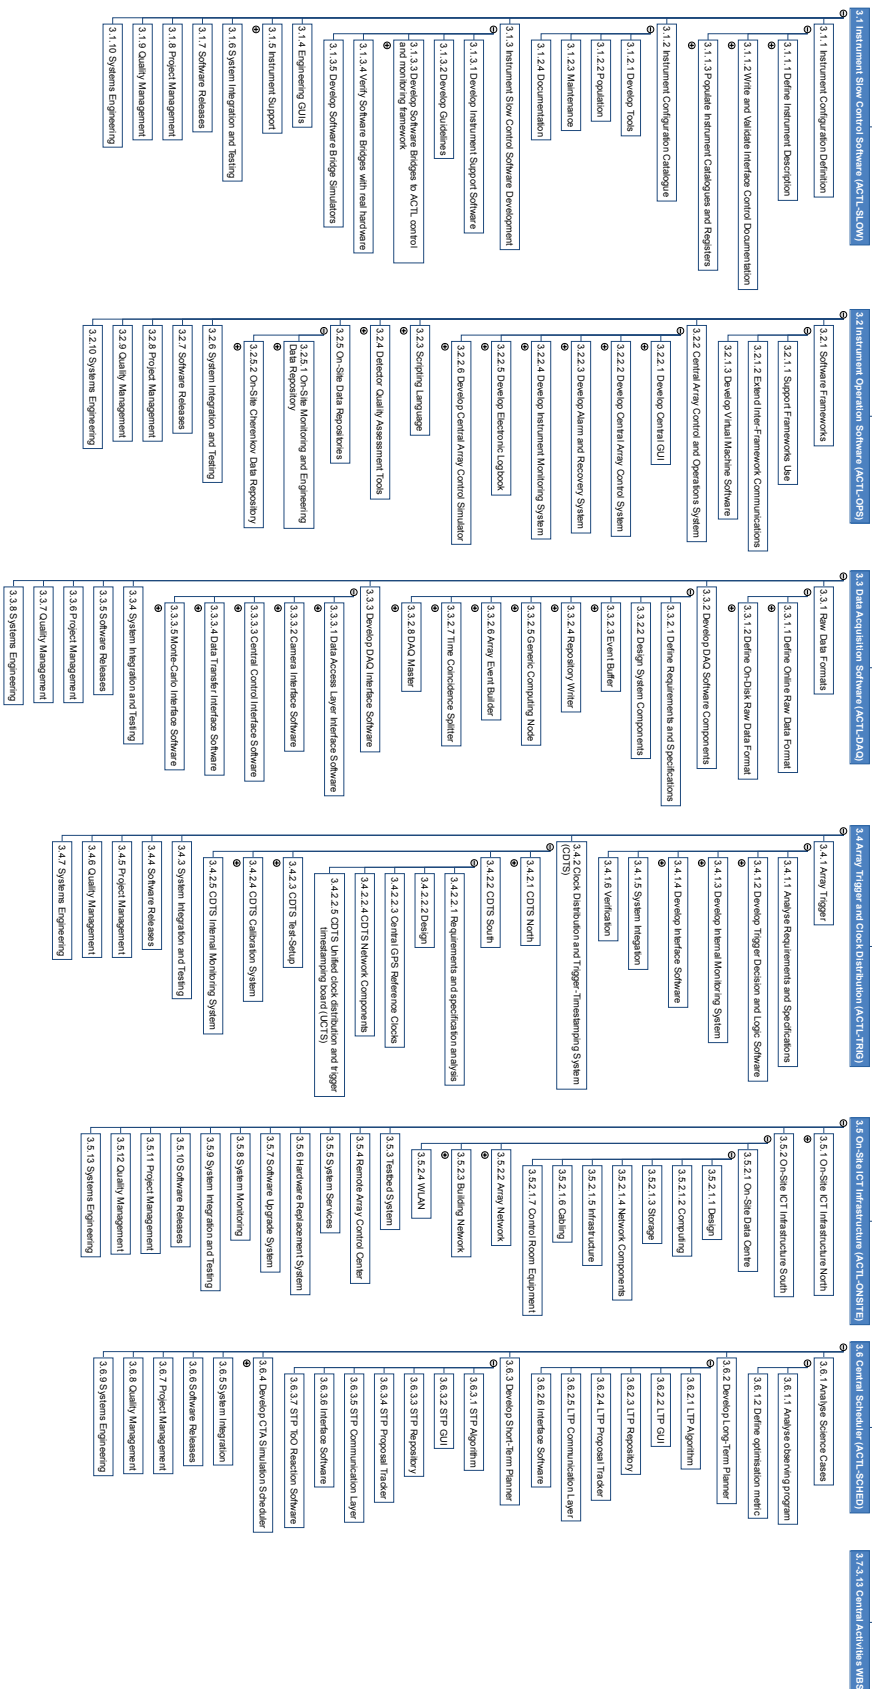 3.1 Instrument Slow Control Software (ACTL-SLOW)
3.1.1 Instrument Configuration Definition
3.1.1.1 Define Instrument Description
3.1.1.2 Write and Validate Interface Control Documentation
3.1.1.3 Populate Instrument Catalogues and Registers
3.1.2 Instrument Configuration Catalogue
3.1.2.1 Develop Tools
3.1.2.2 Population
3.1.2.3 Maintenance
3.1.2.4 Documentation
3.1.3 Instrument Slow Control Software Development
3.1.3.1 Develop Instrument Support Software
3.1.3.2 Develop Guidelines
3.1.3.3 Develop Software Bridges to ACTL control
and monitoring framework
3.1.3.4 Verify Software Bridges with real hardware
3.1.3.5 Develop Software Bridge Simulators
3.1.4 Engineering GUIs
3.1.5 Instrument Support
3.1.6 System Integration and Testing
3.1.7 Software Releases
3.1.8 Project Management
3.1.9 Quality Management
3.1.10 Systems Engineering
3.2 Instrument Operation Software (ACTL-OPS)
3.2.1 Software Frameworks
3.2.1.1 Support Frameworks Use
3.2.1.2 Extend Inter-Framework Communications
3.2.1.3 Develop Virtual Machine Software
3.2.2 Central Array Control and Operations System
3.2.2.1 Develop Central GUI
3.2.2.2 Develop Central Array Control System
3.2.2.3 Develop Alarm and Recovery System
3.2.2.4 Develop Instrument Monitoring System
3.2.2.5 Develop Electronic Logbook
3.2.2.6 Develop Central Array Control Simulator
3.2.3 Scripting Language
3.2.4 Detector Quality Assessment Tools
3.2.5 On-Site Data Repositories
3.2.5.1 On-Site Monitoring and Engineering
Data Repository
3.2.5.2 On-Site Cherenkov Data Repository
3.2.6 System Integration and Testing
3.2.7 Software Releases
3.2.8 Project Management
3.2.9 Quality Management
3.2.10 Systems Engineering
3.3 Data Acquisition Software (ACTL-DAQ)
3.3.1 Raw Data Formats
3.3.1.1 Define Online Raw Data Format
3.3.1.2 Define On-Disk Raw Data Format
3.3.2 Develop DAQ Software Components
3.3.2.1 Define Requirements and Specifications
3.3.2.2 Design System Components
3.3.2.3 Event Buffer
3.3.2.4 Repository Writer
3.3.2.5 Generic Computing Node
3.3.2.6 Array Event Builder
3.3.2.7 Time Coincidence Splitter
3.3.2.8 DAQ Master
3.3.3 Develop DAQ Interface Software
3.3.3.1 Data Access Layer Interface Software
3.3.3.2 Camera Interface Software
3.3.3.3 Central Control Interface Software
3.3.3.4 Data Transfer Interface Software
3.3.3.5 Monte-Carlo Interface Software
3.3.4 System Integration and Testing
3.3.5 Software Releases
3.3.6 Project Management
3.3.7 Quality Management
3.3.8 Systems Engineering
3.4 Array Trigger and Clock Distribution (ACTL-TRIG)
3.4.1 Array Trigger
3.4.1.1 Analyse Requirements and Specifications
3.4.1.2 Develop Trigger Decision and Logic Software
3.4.1.3 Develop Internal Monitoring System
3.4.1.4 Develop Interface Software
3.4.1.5 System Integation
3.4.1.6 Verification
3.4.2 Clock Distribution and Trigger-Timestamping System
(CDTS)
3.4.2.1 CDTS North
3.4.2.2 CDTS South
3.4.2.2.1 Requirements and specification analysis
3.4.2.2.2 Design
3.4.2.2.3 Central GPS Reference Clocks
3.4.2.2.4 CDTS Network Components
3.4.2.2.5 CDTS Unified clock distribution and trigger
timestamping board (UCTS)
3.4.2.3 CDTS Test-Setup
3.4.2.4 CDTS Calibration System
3.4.2.5 CDTS Internal Monitoring System
3.4.3 System Integration and Testing
3.4.4 Software Releases
3.4.5 Project Management
3.4.6 Quality Management
3.4.7 Systems Engineering
3.5 On-Site ICT Infrastructure (ACTL-ONSITE)
3.5.1 On-Site ICT Infrastructure North
3.5.2 On-Site ICT Infrastructure South
3.5.2.1 On-Site Data Centre
3.5.2.1.1 Design
3.5.2.1.2 Computing
3.5.2.1.3 Storage
3.5.2.1.4 Network Components
3.5.2.1.5 Infrastructure
3.5.2.1.6 Cabling
3.5.2.1.7 Control Room Equipment
3.5.2.2 Array Network
3.5.2.3 Building Network
3.5.2.4 WLAN
3.5.3 Testbed System
3.5.4 Remote Array Control Center
3.5.5 System Services
3.5.6 Hardware Replacement System
3.5.7 Software Upgrade System
3.5.8 System Monitoring
3.5.9 System Integration and Testing
3.5.10 Software Releases
3.5.11 Project Management
3.5.12 Quality Management
3.5.13 Systems Engineering
3.6 Central Scheduler (ACTL-SCHED)
3.6.1 Analyse Science Cases
3.6.1.1 Analyse observing program
3.6.1.2 Define optimisation metric
3.6.2 Develop Long-Term Planner
3.6.2.1 LTP Algorithm
3.6.2.2 LTP GUI
3.6.2.3 LTP Repository
3.6.2.4 LTP Proposal Tracker
3.6.2.5 LTP Communication Layer
3.6.2.6 Interface Software
3.6.3 Develop Short-Term Planner
3.6.3.1 STP Algorithm
3.6.3.2 STP GUI
3.6.3.3 STP Repository
3.6.3.4 STP Proposal Tracker
3.6.3.5 STP Communication Layer
3.6.3.6 Interface Software
3.6.3.7 STP ToO Reaction Software
3.6.4 Develop CTA Simulation Scheduler
3.6.5 System Integration
3.6.6 Software Releases
3.6.7 Project Management
3.6.8 Quality Management
3.6.9 Systems Engineering
3.7-3.13 Central Activities WBS